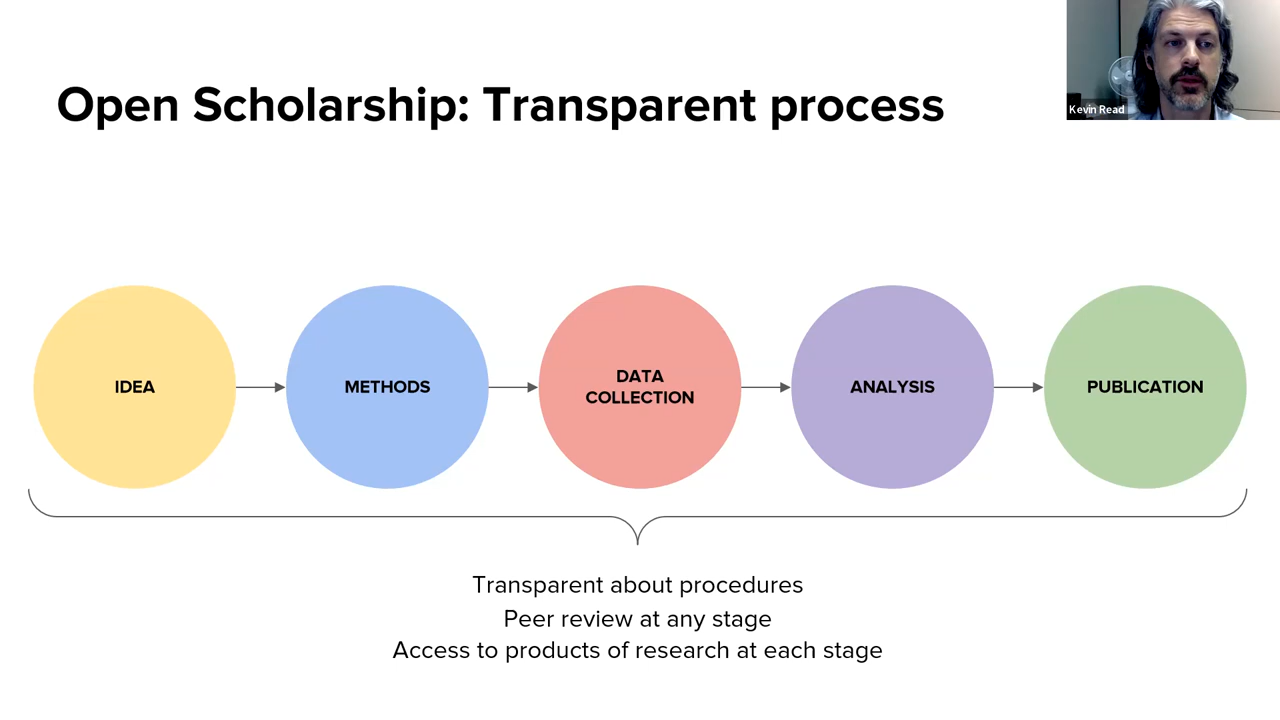 Open Scholarship: Transparent process
Kevin Read
IDEA
METHODS
DATA
COLLECTION
ANALYSIS
PUBLICATION
Transparent about procedures
Peer review at any stage
Access to products of research at each stage